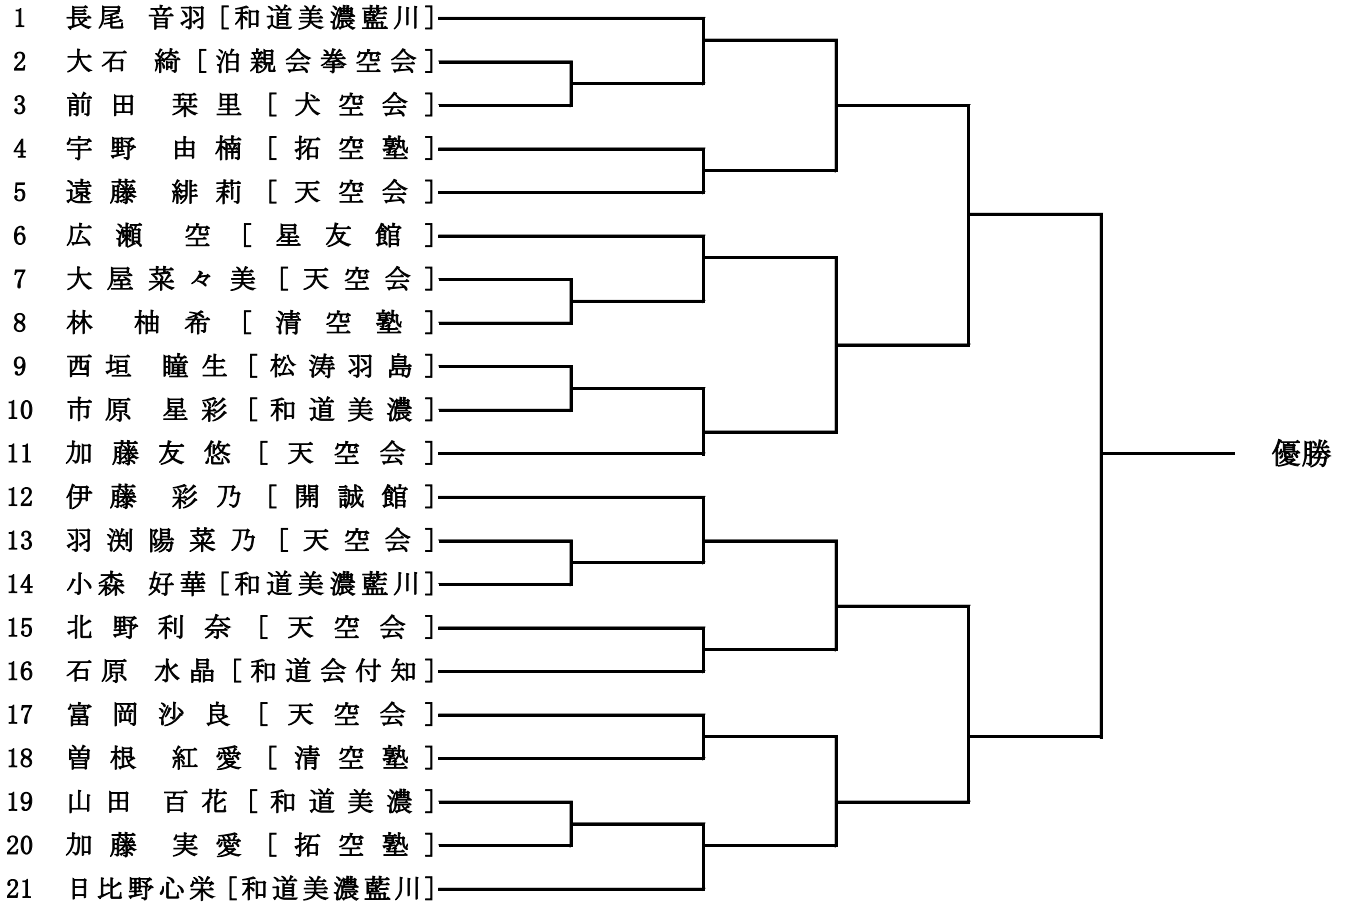 1 長尾 音羽[和道美濃藍川]
2 大石 綺[泊親会拳空会]
3 前田 栞里[犬空会]
4 宇野 由楠[拓空塾]
5 遠藤 緋莉[天空会]
6 広瀬 空[星友館]
7 大屋菜々美[天空会]
8 林 柚希[清空塾]
9 西垣 瞳生[松涛羽島]
10 市原 星彩[和道美濃]
11 加藤友悠[天空会]
優勝
12 伊藤 彩乃[開誠館]
13 羽渕陽菜乃[天空会]
14 小森 好華[和道美濃藍川]
15 北野利奈[天空会]
16 石原 水晶[和道会付知]
17 富岡沙良[天空会]
18 曽根 紅愛[清空塾]
19 山田 百花[和道美濃]
20 加藤 実愛[拓空塾]
21 日比野心栄[和道美濃藍川]